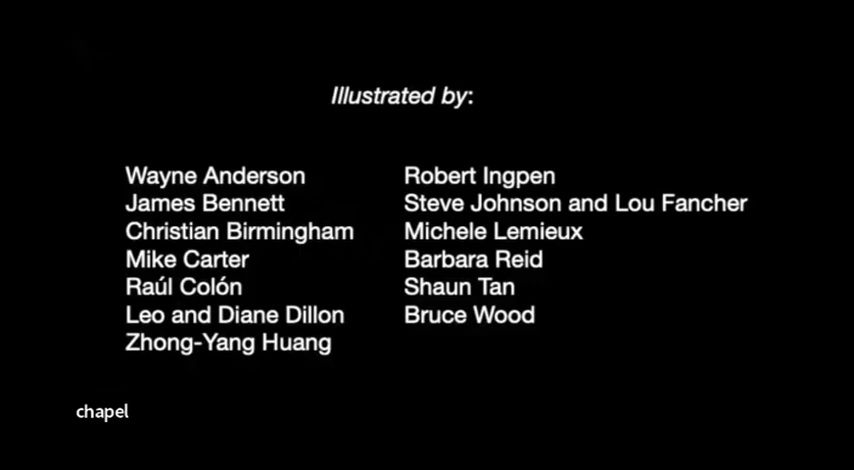 Illustrated by:
Wayne Anderson
James Bennett
Christian Birmingham
Mike Carter
Raúl Colón
Leo and Diane Dillon
Zhong-Yang Huang
Robert Ingpen
Steve Johnson and Lou Fancher
Michele Lemieux
Barbara Reid
Shaun Tan
Bruce Wood
chapel